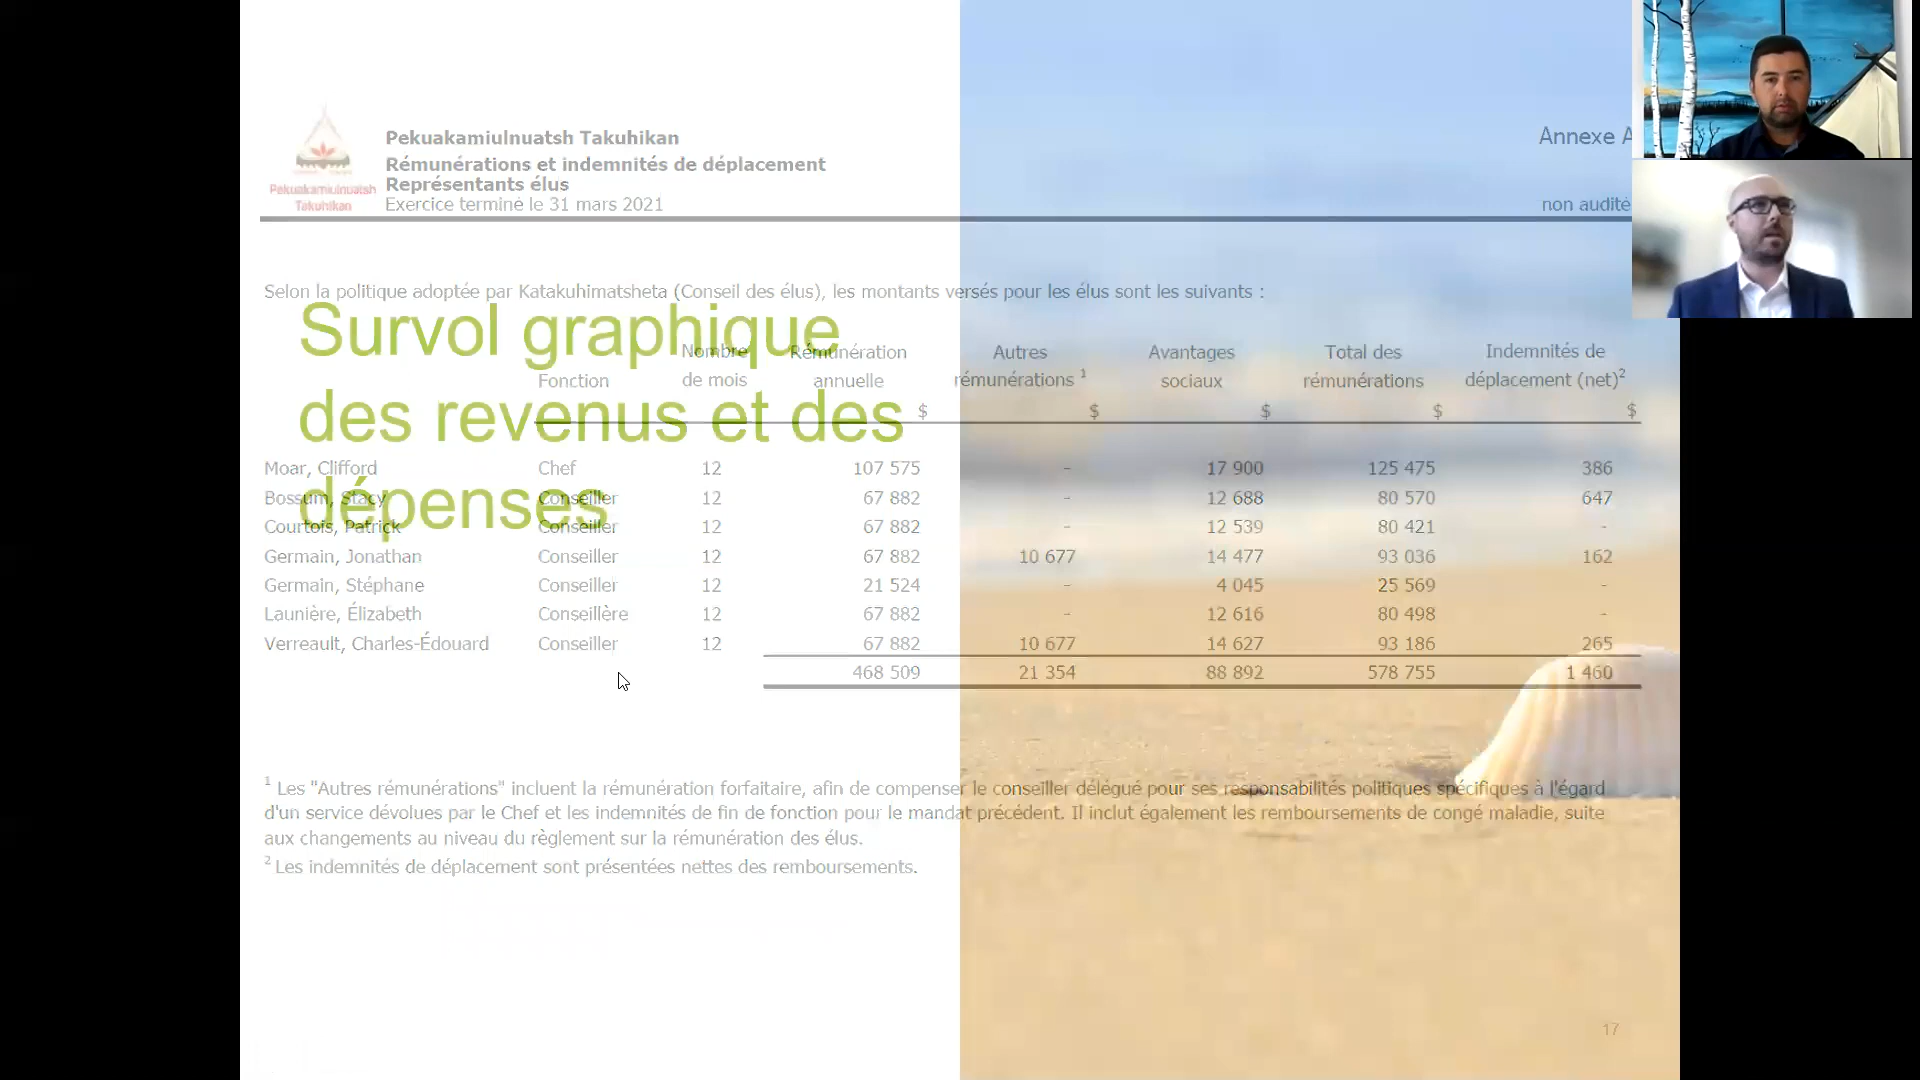 Pekuakamiulnuatsh
Takuhikan
Pekuakamiulnuatsh Takuhikan
Rémunérations et indemnités de déplacement
Représentants élus
Exercice terminé le 31 mars 2021
Annexe A
non audité
Selon la politique adoptée par Katakuhimatsheta (Conseil des élus), les montants versés pour les élus sont les suivants :
Survol graphique
des revenus et des
dépenses
Fonction Nombre de mois Rémunération annuelle Autres rémunérations 1 Avantages sociaux Total des rémunérations Indemnités de déplacement (net)2
$ $ $ $ $
Moar, Clifford Chef 12 107 575 - 17 900 125 475 386
Bossum, Stacy Conseiller 12 67 882 - 12 688 80 570 647
Courtois, Patrick Conseiller 12 67 882 - 12 539 80 421 -
Germain, Jonathan Conseiller 12 67 882 10 677 14 477 93 036 162
Germain, Stéphane Conseiller 12 21 524 - 4 045 25 569 -
Launière, Élizabeth Conseillère 12 67 882 - 12 616 80 498 -
Verreault, Charles-Édouard Conseiller 12 67 882 10 677 14 627 93 186 265
468 509 21 354 88 892 578 755 1 460
1 Les "Autres rémunérations" incluent la rémunération forfaitaire, afin de compenser le conseiller délégué pour ses responsabilités politiques spécifiques à l'égard
d'un service dévolues par le Chef et les indemnités de fin de fonction pour le mandat précédent. Il inclut également les remboursements de congé maladie, suite
aux changements au niveau du règlement sur la rémunération des élus.
2 Les indemnités de déplacement sont présentées nettes des remboursements.
17